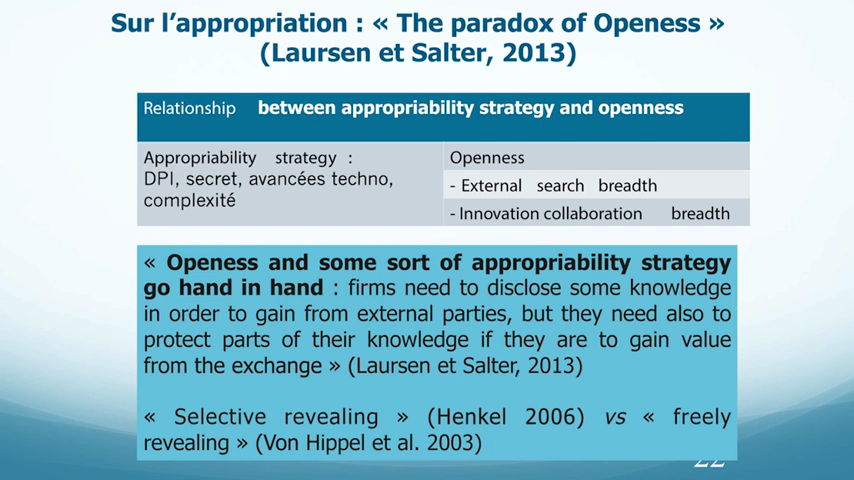 Sur l’appropriation : « The paradox of Openess »
(Laursen et Salter, 2013)
Relationship between appropriability strategy and openness
Appropriability strategy :
DPI, secret, avancées techno,
complexité
Openness
- External search breadth
- Innovation collaboration breadth
« Openess and some sort of appropriability strategy
go hand in hand : firms need to disclose some knowledge
in order to gain from external parties, but they need also to
protect parts of their knowledge if they are to gain value
from the exchange » (Laursen et Salter, 2013)
« Selective revealing » (Henkel 2006) vs « freely
revealing » (Von Hippel et al. 2003)
22